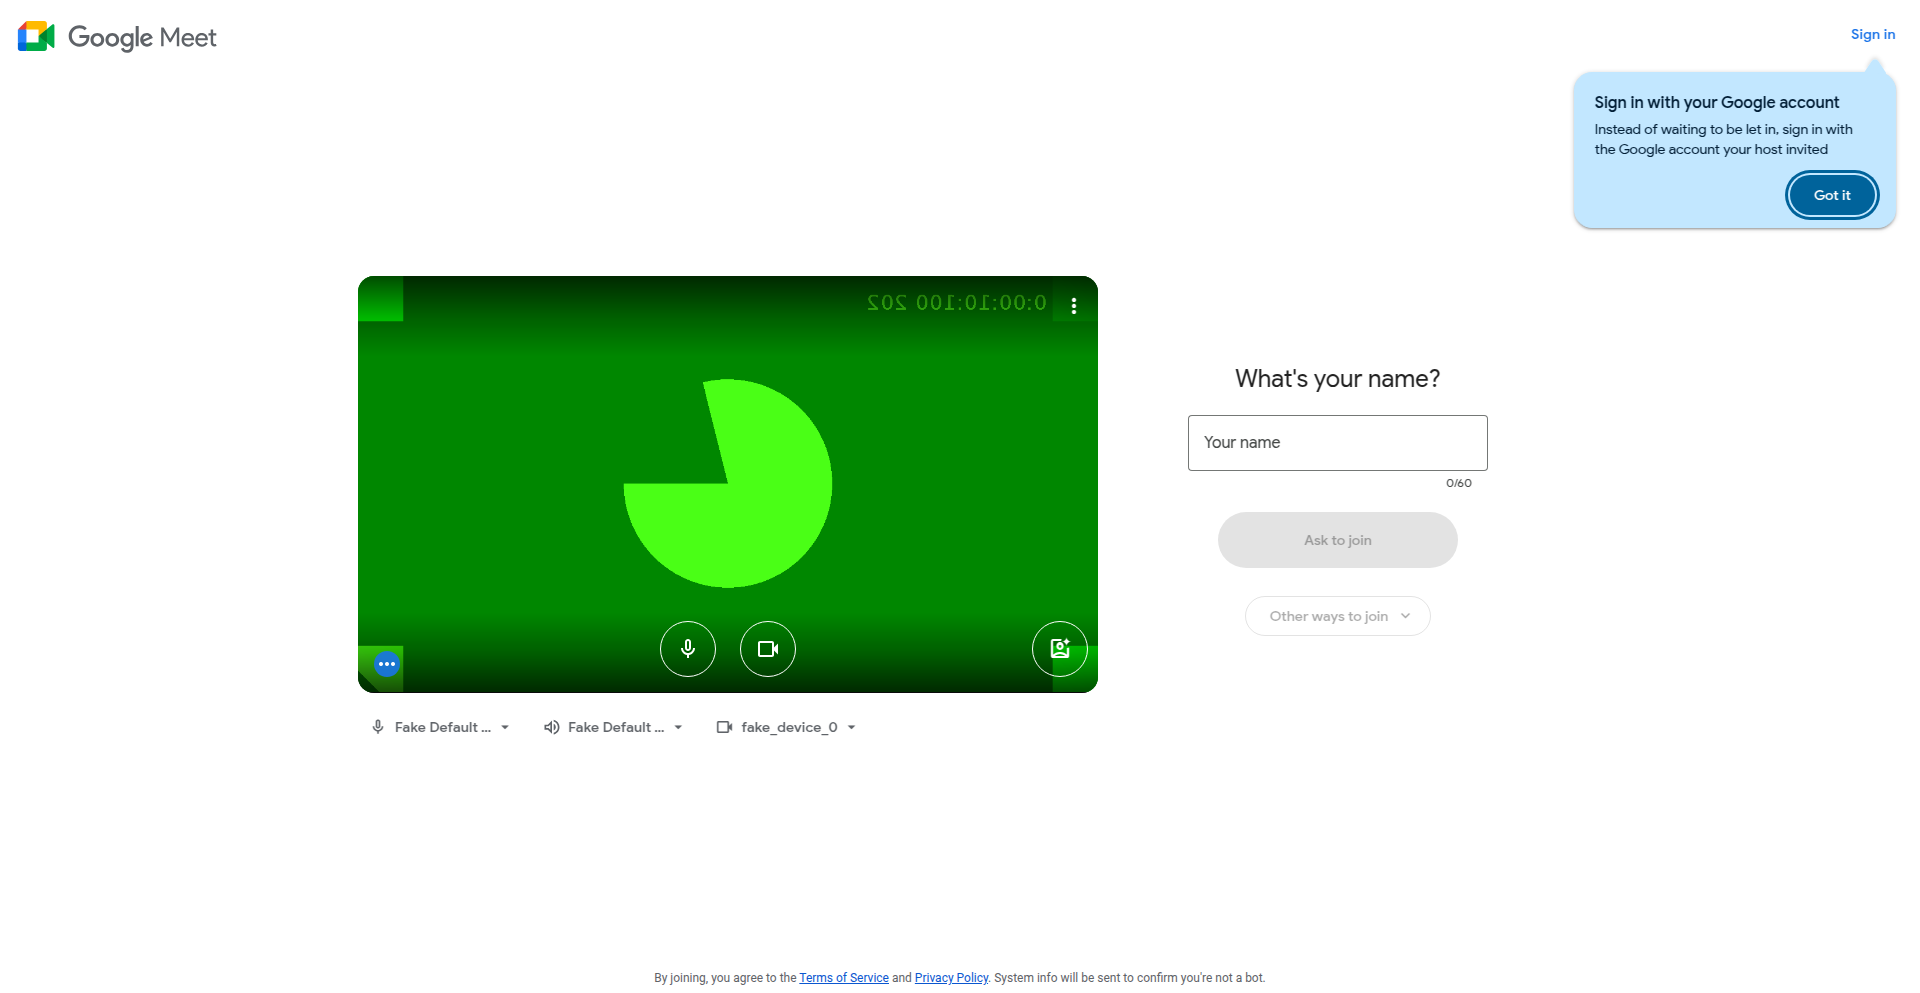 Google Meet
Sign in
Sign in with your Google account
Instead of waiting to be let in, sign in with
the Google account your host invited
Got it
0:00:10:100 202
What's your name?
Your name
0/60
Ask to join
Other ways to join
Fake Default ...
Fake Default ...
fake_device_0
By joining, you agree to the Terms of Service and Privacy Policy. System info will be sent to confirm you're not a bot.